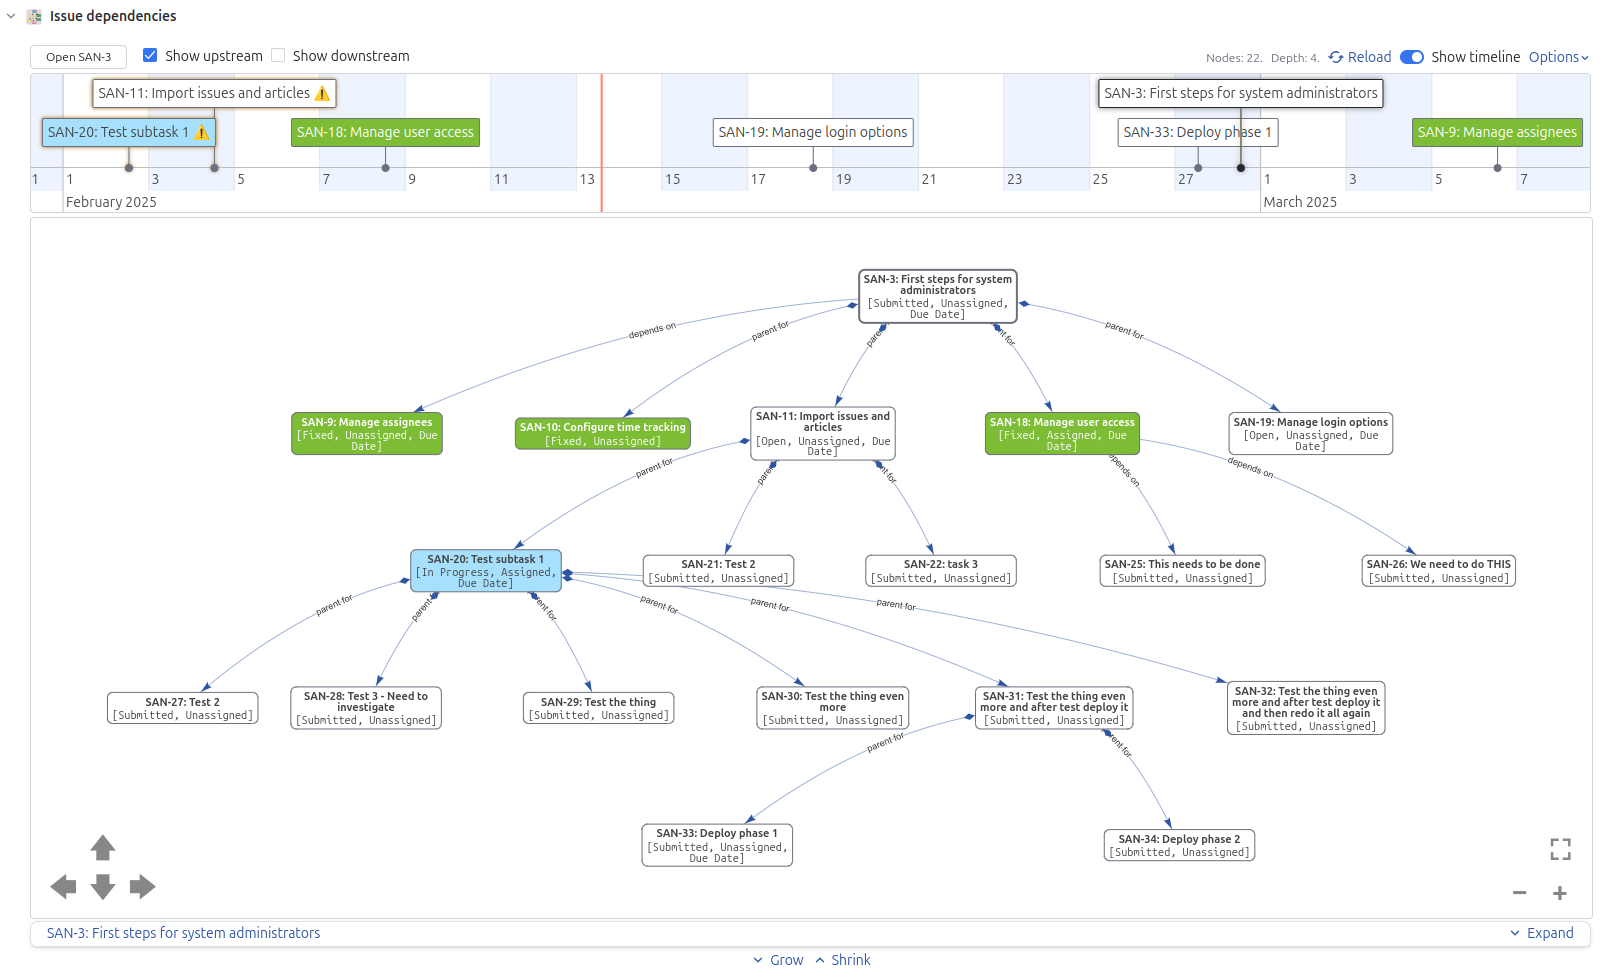 Issue dependencies
Open SAN-3
Show upstream
Show downstream
Nodes: 22. Depth: 4.
Reload
Show timeline
Options
SAN-11: Import issues and articles
SAN-3: First steps for system administrators
SAN-20: Test subtask 1
SAN-18: Manage user access
SAN-19: Manage login options
SAN-33: Deploy phase 1
SAN-9: Manage assignees
1 1 3 5 7 9 11 13 15 17 19 21 23 25 27 1 3 5 7
February 2025
March 2025
SAN-3: First steps for system
administrators
[Submitted, Unassigned,
Due Date]
depends on
parent for
parent for
parent for
parent for
SAN-9: Manage assignees
[Fixed, Unassigned, Due
Date]
SAN-10: Configure time tracking
[Fixed, Unassigned]
SAN-11: Import issues and
articles
[Open, Unassigned, Due
Date]
SAN-18: Manage user access
[Fixed, Assigned, Due
Date]
SAN-19: Manage login options
[Open, Unassigned, Due
Date]
parent for
parent for
parent for
depends on
depends on
SAN-20: Test subtask 1
[In Progress, Assigned,
Due Date]
SAN-21: Test 2
[Submitted, Unassigned]
SAN-22: task 3
[Submitted, Unassigned]
SAN-25: This needs to be done
[Submitted, Unassigned]
SAN-26: We need to do THIS
[Submitted, Unassigned]
parent for
parent for
parent for
parent for
parent for
parent for
SAN-27: Test 2
[Submitted, Unassigned]
SAN-28: Test 3 - Need to
investigate
[Submitted, Unassigned]
SAN-29: Test the thing
[Submitted, Unassigned]
SAN-30: Test the thing even
more
[Submitted, Unassigned]
SAN-31: Test the thing even
more and after test deploy it
[Submitted, Unassigned]
SAN-32: Test the thing even
more and after test deploy it
and then redo it all again
[Submitted, Unassigned]
parent for
parent for
SAN-33: Deploy phase 1
[Submitted, Unassigned,
Due Date]
SAN-34: Deploy phase 2
[Submitted, Unassigned]
SAN-3: First steps for system administrators
Expand
Grow
Shrink